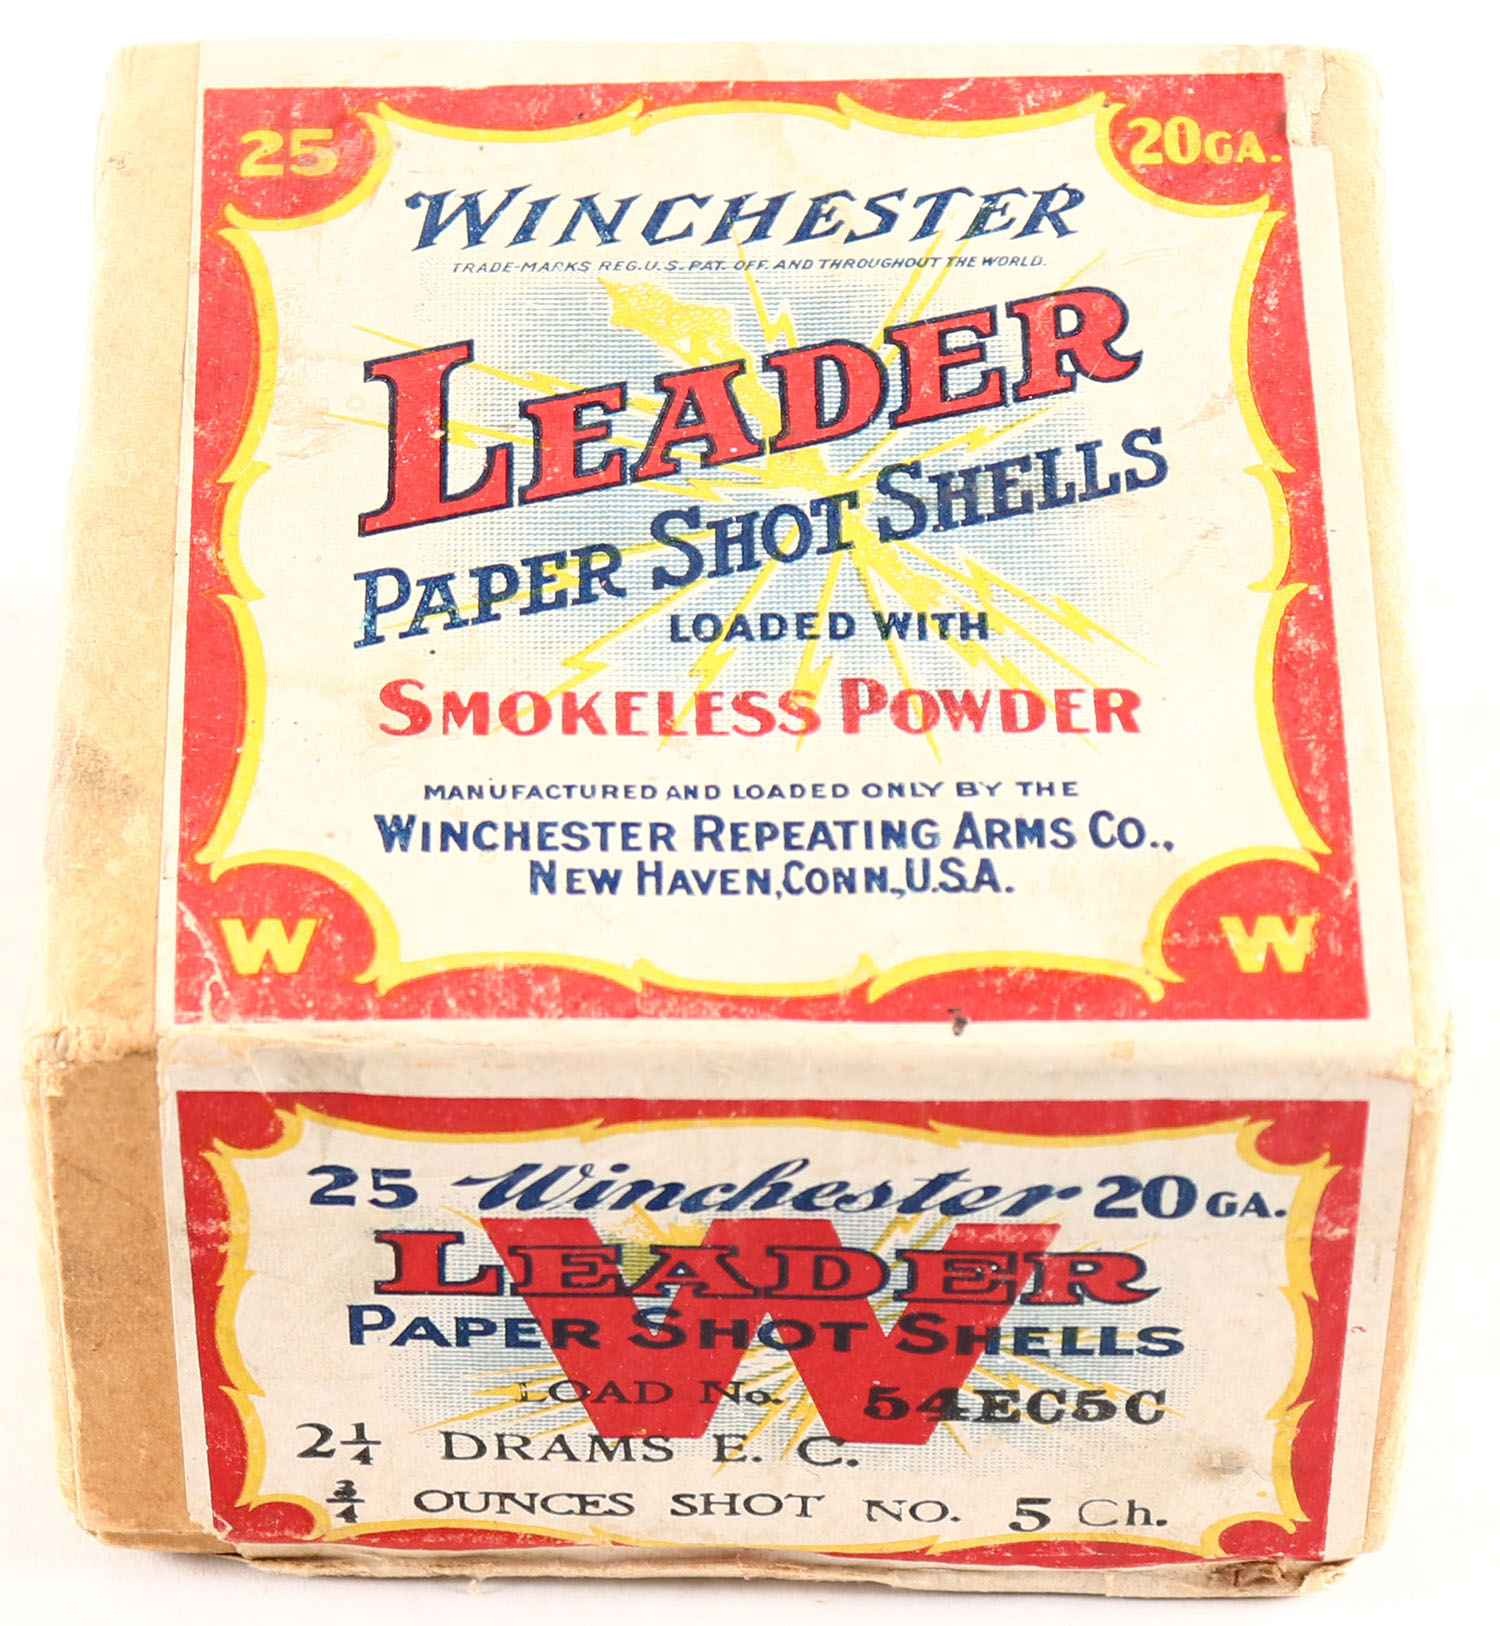 25 20GA.
WINCHESTER
TRADE-MARKS REG.U.S.PAT. OFF. AND THROUGHOUT THE WORLD.
LEADER
PAPER SHOT SHELLS
LOADED WITH
SMOKELESS POWDER
MANUFACTURED AND LOADED ONLY BY THE
WINCHESTER REPEATING ARMS CO.,
NEW HAVEN, CONN., U.S.A.
W W
25 Winchester 20GA.
W
LEADER
PAPER SHOT SHELLS
LOAD No. 54EC5C
2 1/4 DRAMS E. C.
3/4 OUNCES SHOT NO. 5 Ch.